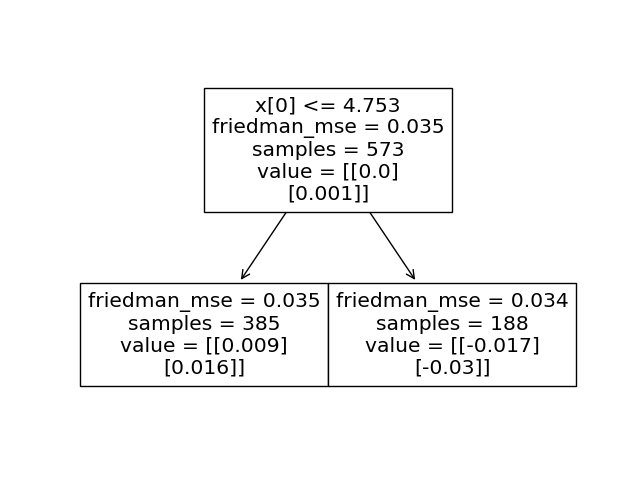 x[0] <= 4.753
friedman_mse = 0.035
samples = 573
value = [[0.0]
[0.001]]
friedman_mse = 0.035
samples = 385
value = [[0.009]
[0.016]]
friedman_mse = 0.034
samples = 188
value = [[-0.017]
[-0.03]]